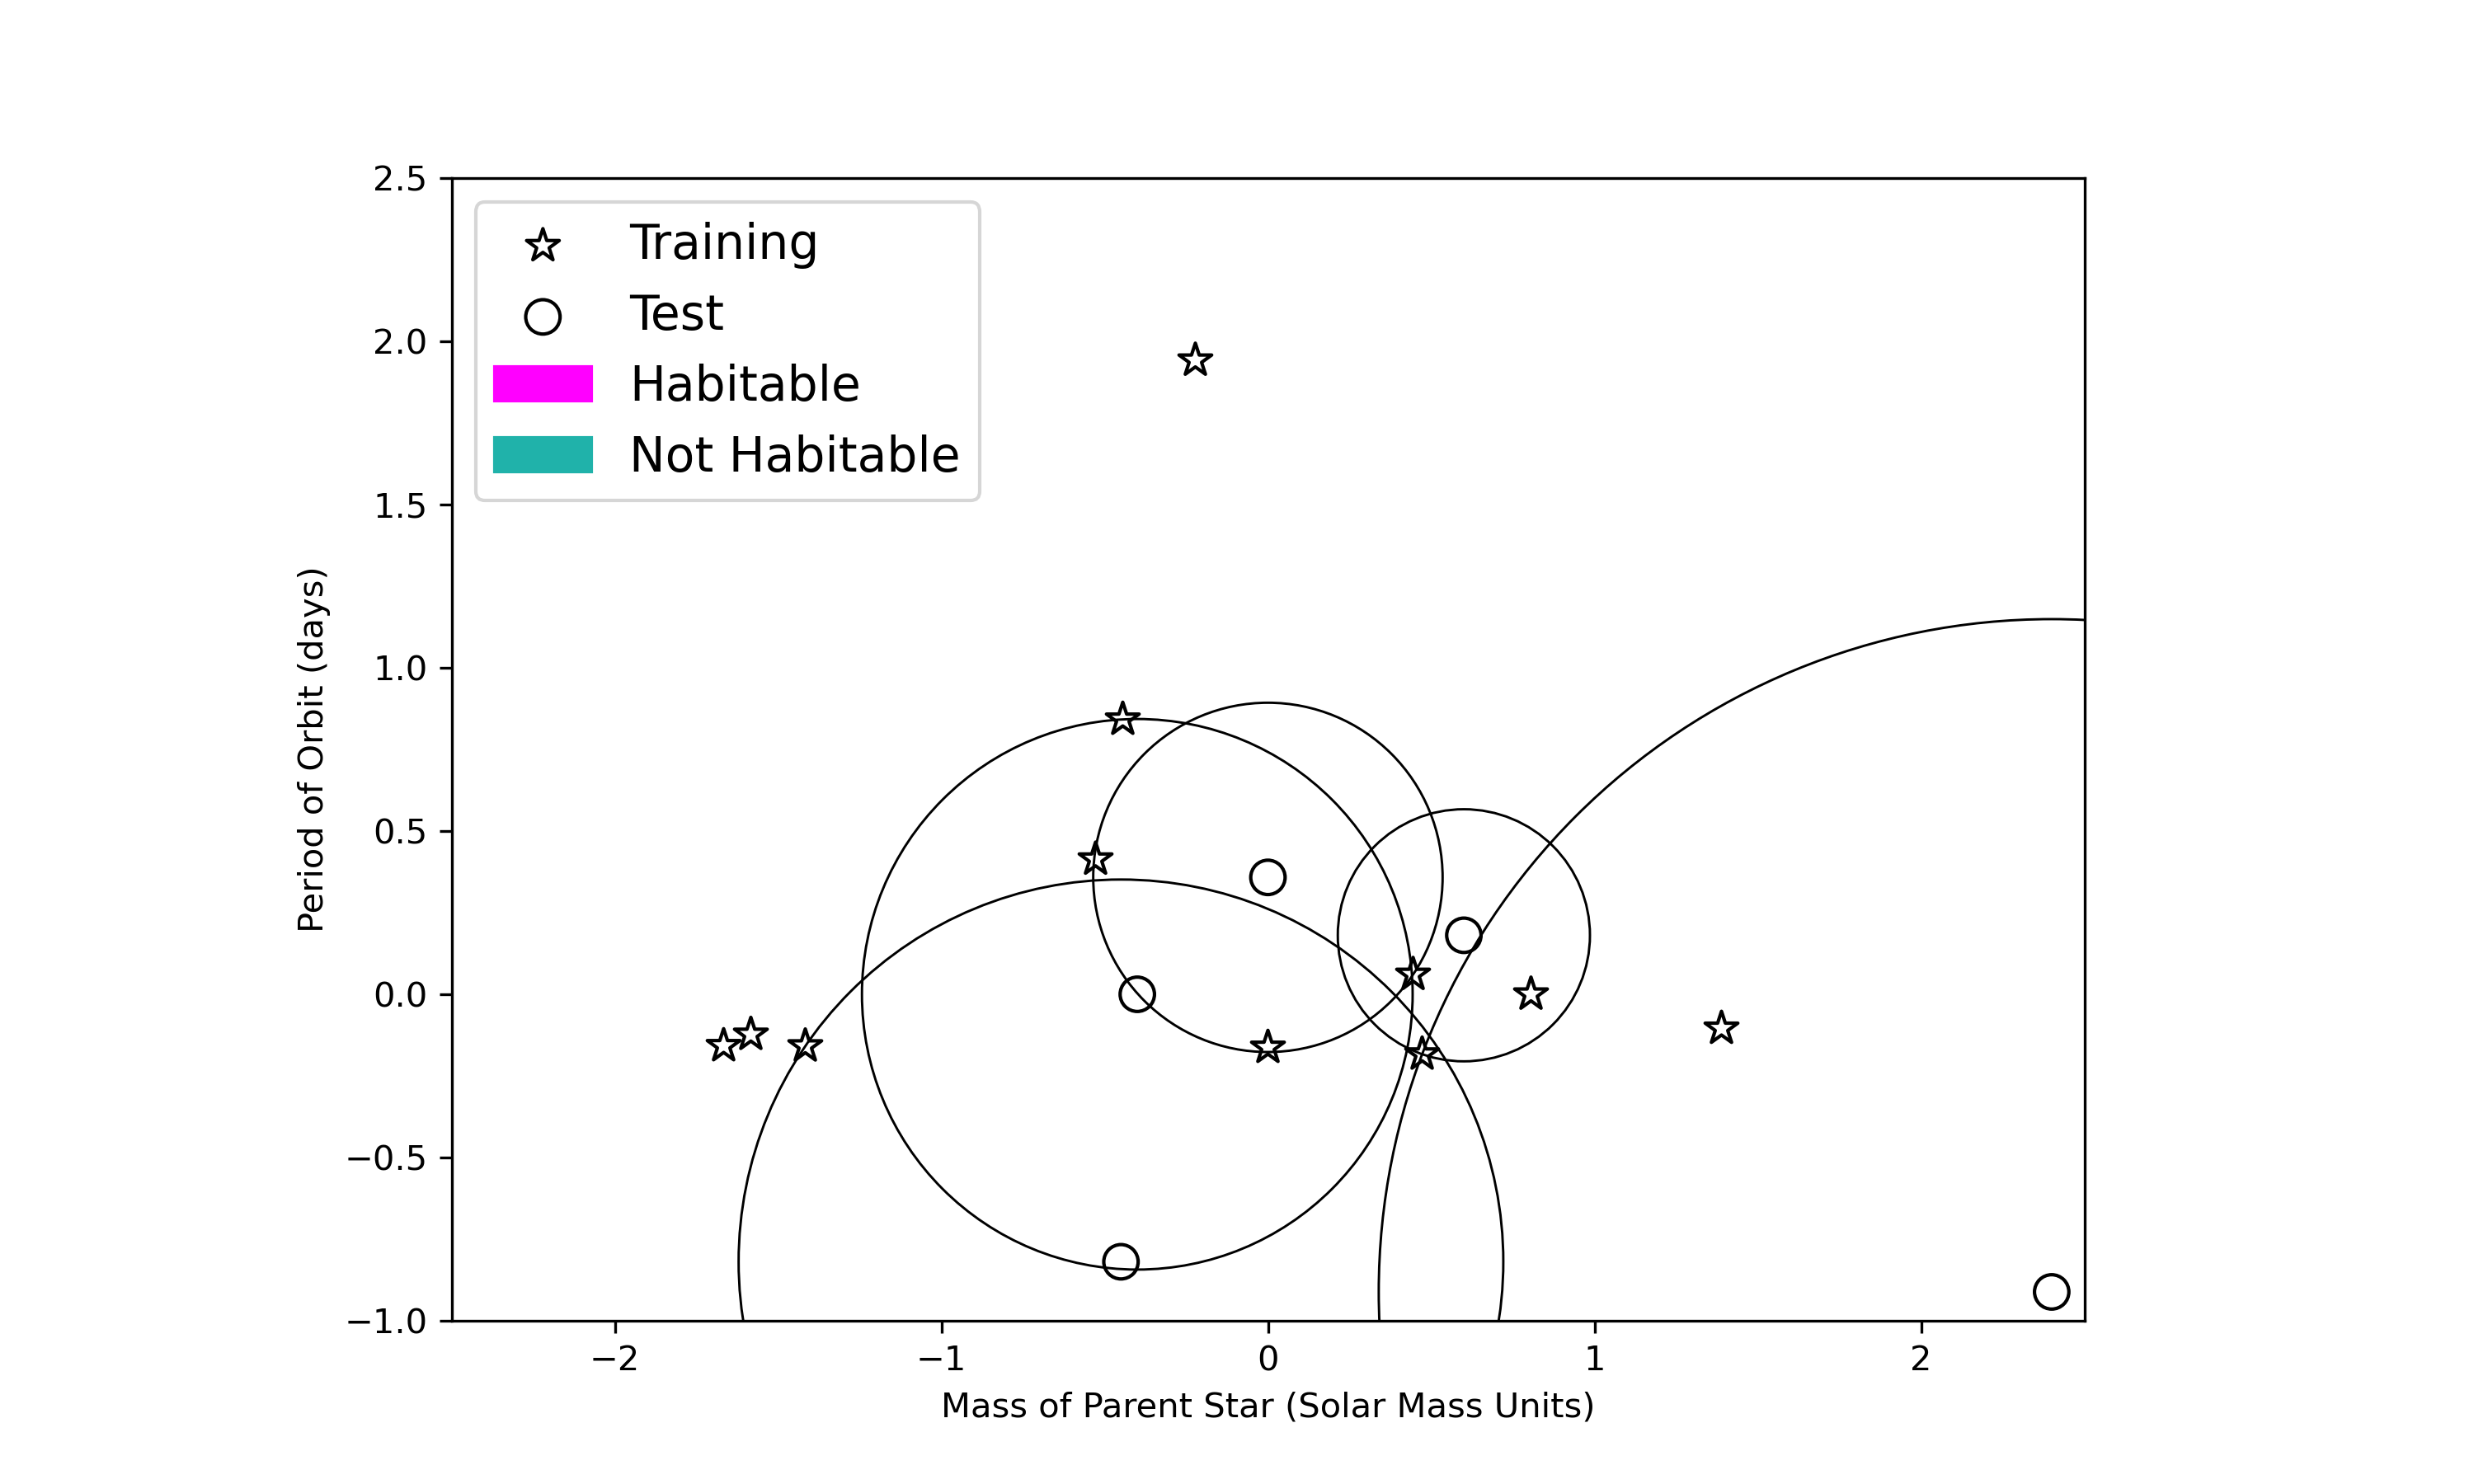 2.5
2.0
1.5
1.0
0.5
0.0
−0.5
−1.0
Period of Orbit (days)
Training
Test
Habitable
Not Habitable
−2 −1 0 1 2
Mass of Parent Star (Solar Mass Units)